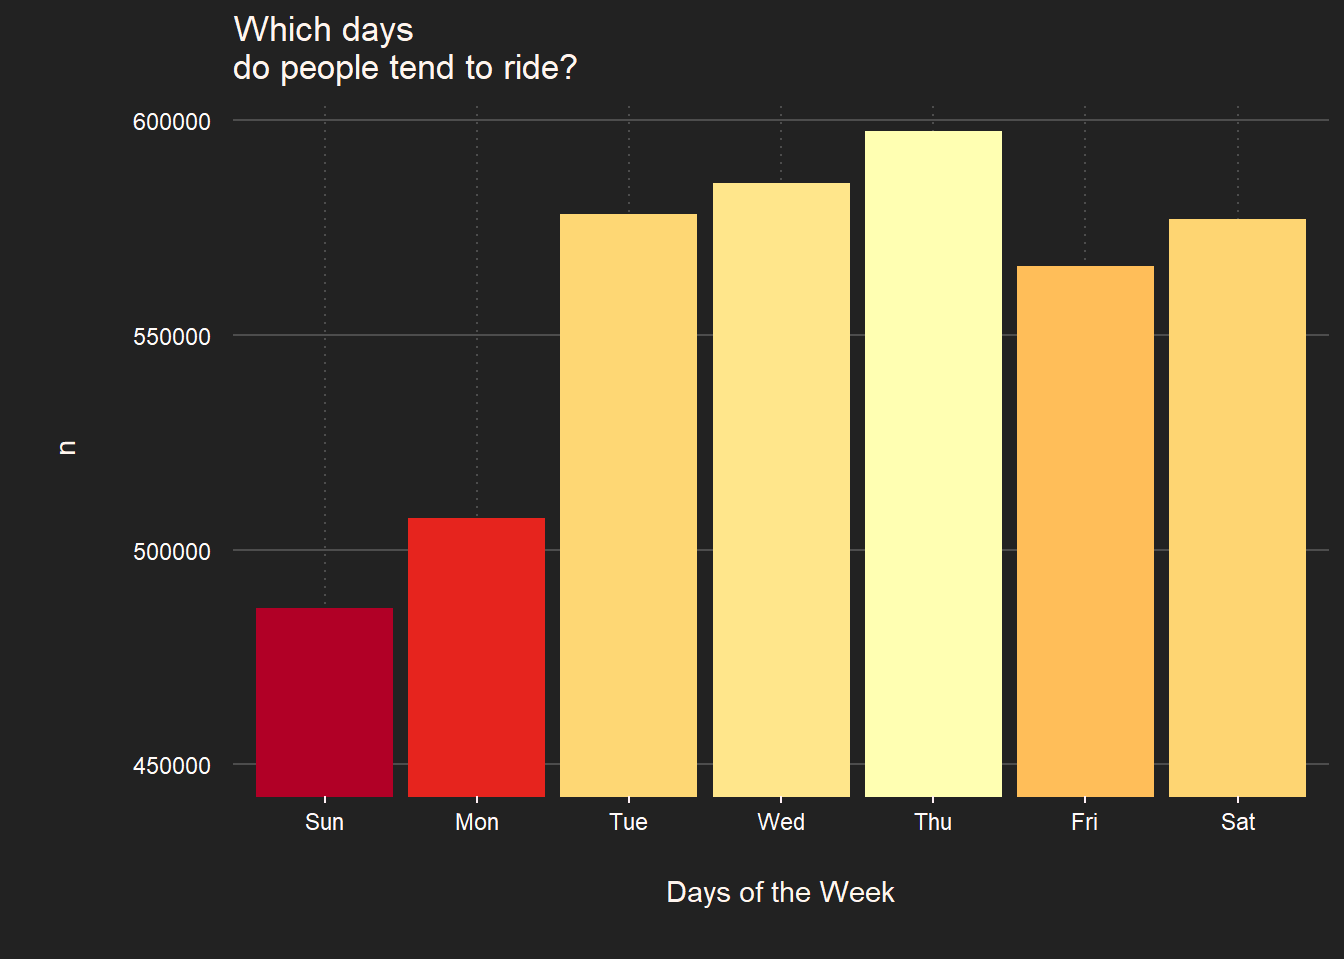 Which days
do people tend to ride?
600000
550000
500000
450000
n
Sun Mon Tue Wed Thu Fri Sat
Days of the Week